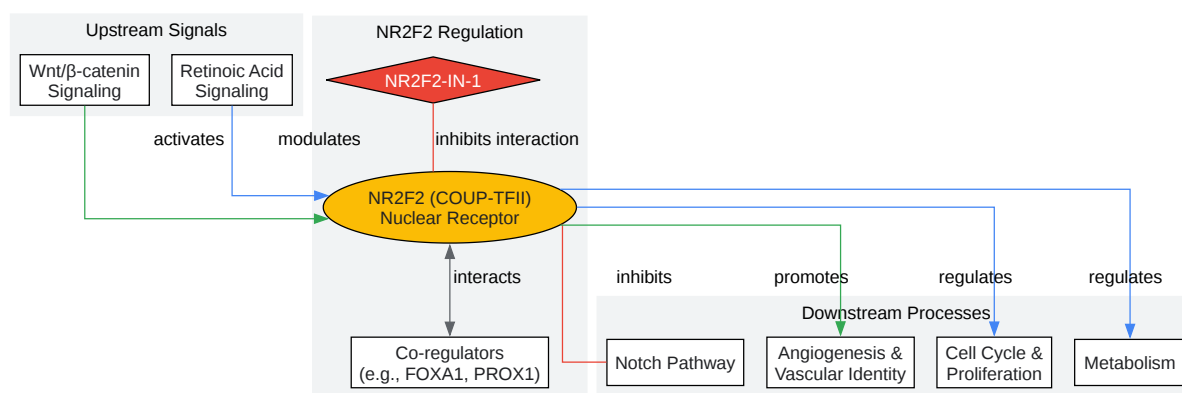 Upstream Signals
NR2F2 Regulation
Wnt/β-catenin
Signaling
Retinoic Acid
Signaling
NR2F2-IN-1
activates
modulates
inhibits interaction
NR2F2 (COUP-TFII)
Nuclear Receptor
interacts
inhibits
promotes
regulates
regulates
Downstream Processes
Co-regulators
(e.g., FOXA1, PROX1)
Notch Pathway
Angiogenesis &
Vascular Identity
Cell Cycle &
Proliferation
Metabolism